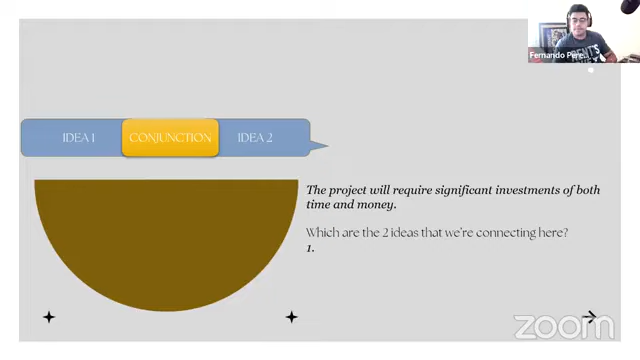 Fernando Pere
IDEA 1 CONJUNCTION IDEA 2
The project will require significant investments of both
time and money.
Which are the 2 ideas that we're connecting here?
1.
zoom